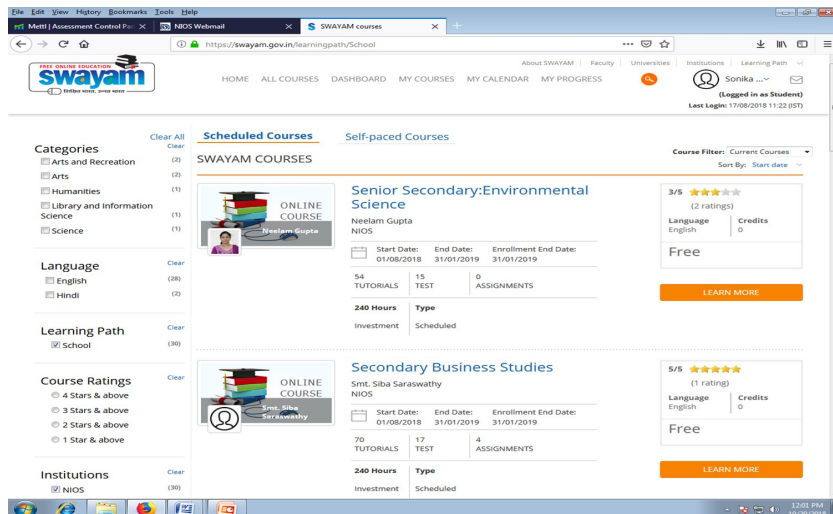 File Edit View History Bookmarks Tools Help
Mettl | Assessment Control Pan
NIOS Webmail
SWAYAM courses
https://swayam.gov.in/learningpath/School
FREE ONLINE EDUCATION
swayam
शिक्षित भारत, उन्नत भारत
About SWAYAM Faculty Universities Institutions Learning Path
HOME ALL COURSES DASHBOARD MY COURSES MY CALENDAR MY PROGRESS
Sonika ...
(Logged in as Student)
Last Login: 17/08/2018 11:22 (IST)
Clear All
Categories Clear
Arts and Recreation (2)
Arts (2)
Humanities (1)
Library and Information
Science (1)
Science (1)
Language Clear
English (28)
Hindi (2)
Learning Path Clear
School (30)
Course Ratings Clear
4 Stars & above
3 Stars & above
2 Stars & above
1 Star & above
Institutions Clear
NIOS (30)
Scheduled Courses Self-paced Courses
SWAYAM COURSES
Course Filter: Current Courses
Sort By: Start date
ONLINE
COURSE
Neelam Gupta
Senior Secondary:Environmental
Science
Neelam Gupta
NIOS
Start Date: End Date: Enrollment End Date:
01/08/2018 31/01/2019 31/01/2019
54 15 0
TUTORIALS TEST ASSIGNMENTS
240 Hours Type
Investment Scheduled
3/5
(2 ratings)
Language Credits
English 0
Free
LEARN MORE
ONLINE
COURSE
Smt. Siba
Saraswathy
Secondary Business Studies
Smt. Siba Saraswathy
NIOS
Start Date: End Date: Enrollment End Date:
01/08/2018 31/01/2019 31/01/2019
70 17 4
TUTORIALS TEST ASSIGNMENTS
240 Hours Type
Investment Scheduled
5/5
(1 rating)
Language Credits
English 0
Free
LEARN MORE
12:01 PM